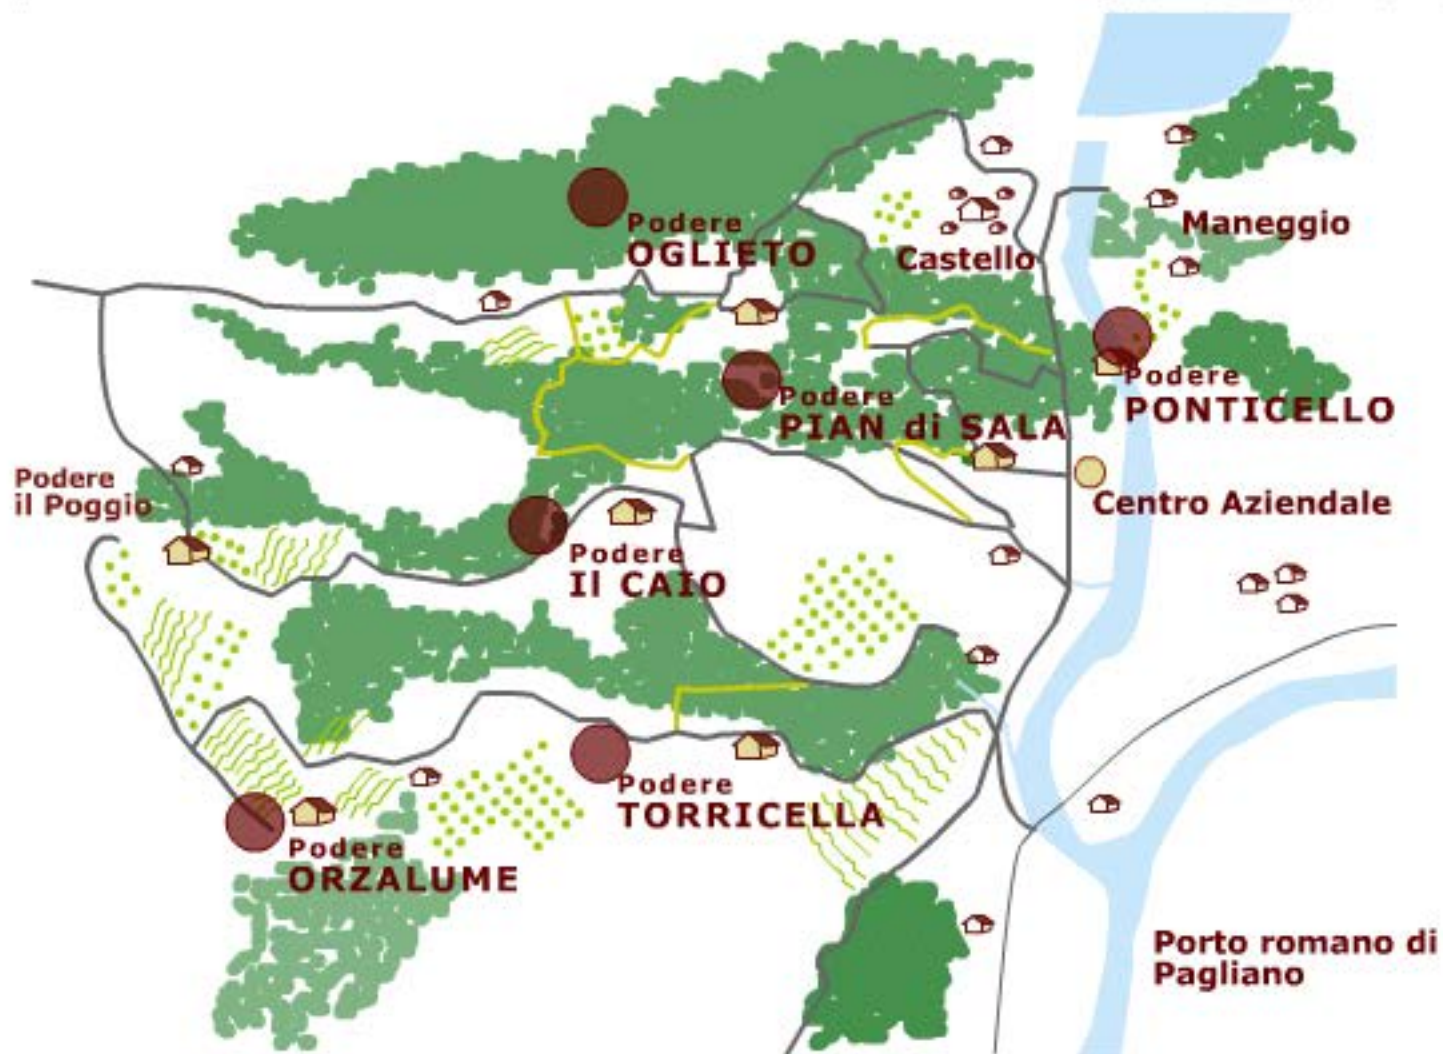 Podere
OGLIETO
Castello
Maneggio
Podere
PONTICELLO
Podere
PIAN di SALA
Podere
il Poggio
Centro Aziendale
Podere
Il CAIO
Podere
TORRICELLA
Podere
ORZALUME
Porto romano di
Pagliano